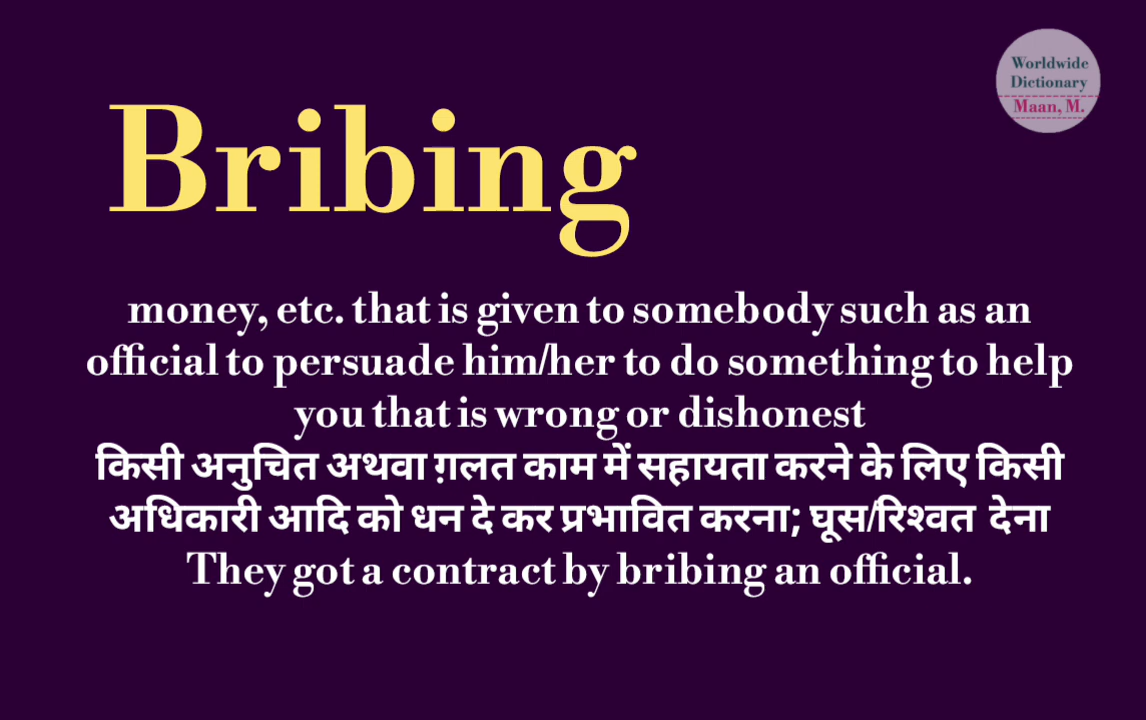 Worldwide
Dictionary
Maan, M.
Bribing
money, etc. that is given to somebody such as an
official to persuade him/her to do something to help
you that is wrong or dishonest
किसी अनुचित अथवा ग़लत काम में सहायता करने के लिए किसी
अधिकारी आदि को धन दे कर प्रभावित करना; घूस/रिश्वत देना
They got a contract by bribing an official.